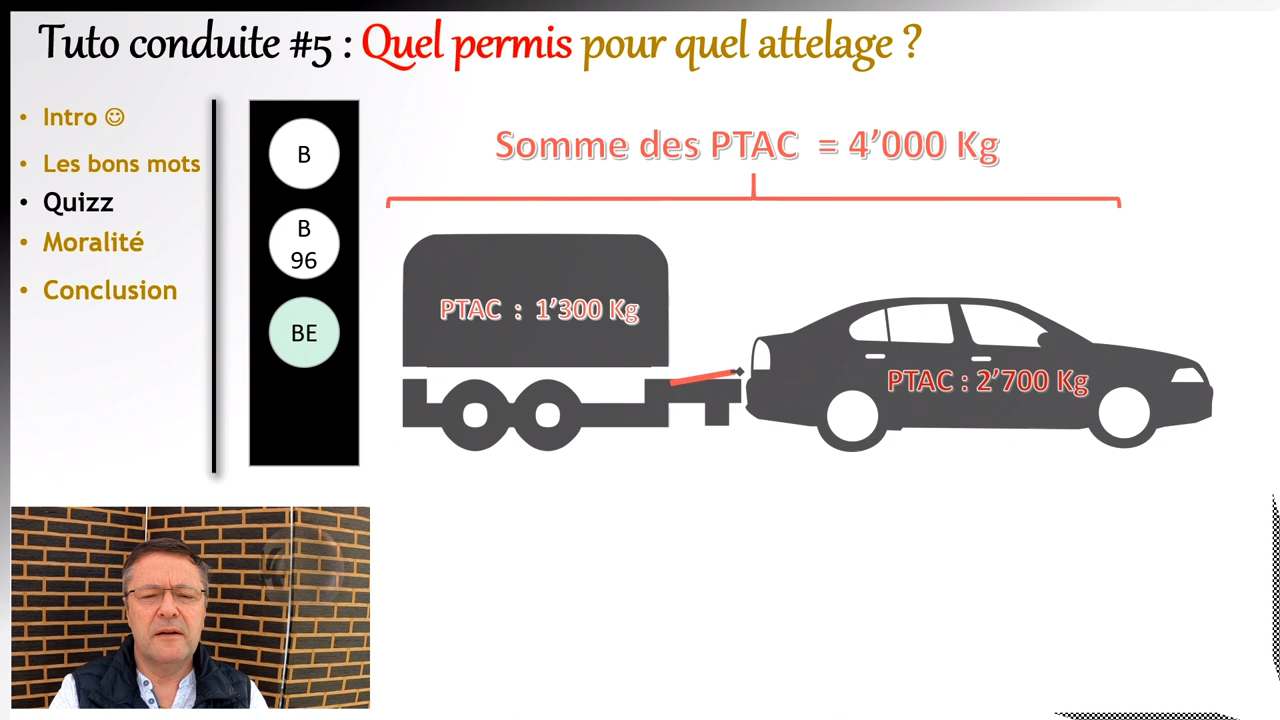 Tuto conduite #5 : Quel permis pour quel attelage ?
• Intro ☺
• Les bons mots
• Quizz
• Moralité
• Conclusion
B
B
96
BE
Somme des PTAC = 4’000 Kg
PTAC : 1’300 Kg
PTAC : 2’700 Kg